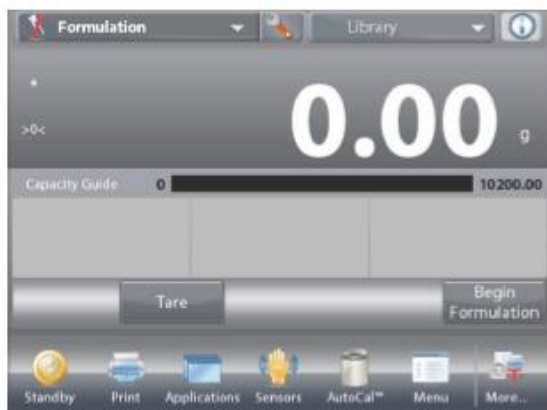 Formulation
Library
*
>0<
0.00 g
Capacity Guide 0 10200.00
Tare
Begin
Formulation
Standby Print Applications Sensors AutoCal™ Menu More...